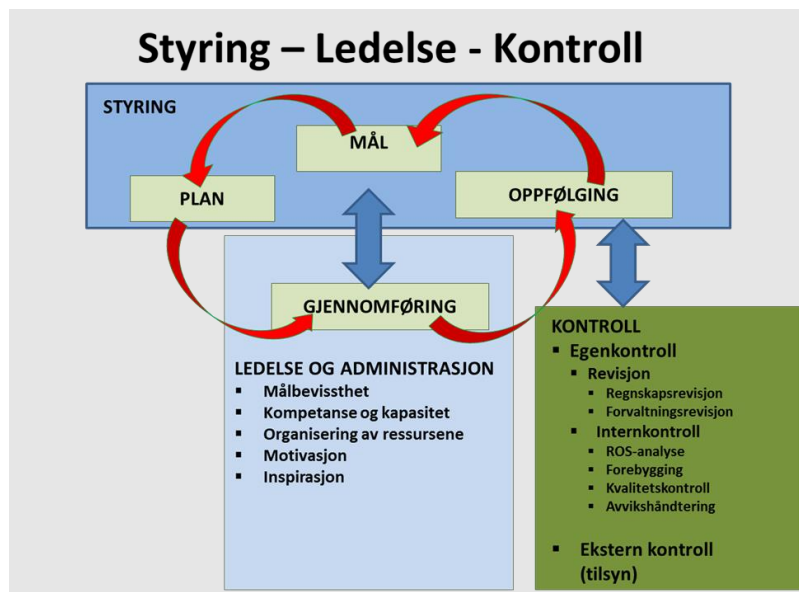 Styring – Ledelse - Kontroll
STYRING
MÅL
PLAN
OPPFØLGING
GJENNOMFØRING
LEDELSE OG ADMINISTRASJON
▪ Målbevissthet
▪ Kompetanse og kapasitet
▪ Organisering av ressursene
▪ Motivasjon
▪ Inspirasjon
KONTROLL
▪ Egenkontroll
▪ Revisjon
▪ Regnskapsrevisjon
▪ Forvaltningsrevisjon
▪ Internkontroll
▪ ROS-analyse
▪ Forebygging
▪ Kvalitetskontroll
▪ Avvikshåndtering
▪ Ekstern kontroll
(tilsyn)